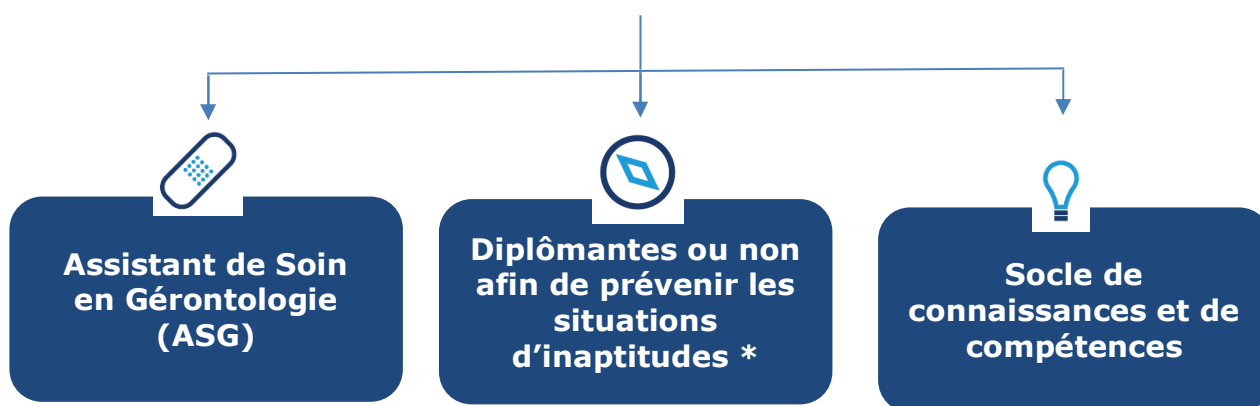 Assistant de Soin
en Gérontologie
(ASG)
Diplômantes ou non
afin de prévenir les
situations
d’inaptitudes *
Socle de
connaissances et de
compétences